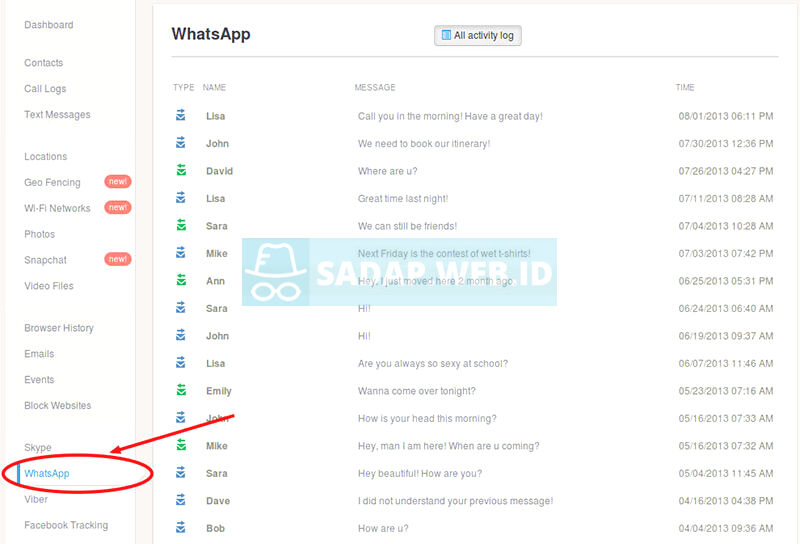 Dashboard
Contacts
Call Logs
Text Messages
Locations
Geo Fencing new!
Wi-Fi Networks new!
Photos
Snapchat new!
Video Files
Browser History
Emails
Events
Block Websites
Skype
WhatsApp
Viber
Facebook Tracking
WhatsApp All activity log
TYPE NAME MESSAGE TIME
Lisa Call you in the morning! Have a great day! 08/01/2013 06:11 PM
John We need to book our itinerary! 07/30/2013 12:36 PM
David Where are u? 07/26/2013 04:27 PM
Lisa Great time last night! 07/11/2013 08:28 AM
Sara We can still be friends! 07/04/2013 10:28 AM
Mike Next Friday is the contest of wet t-shirts! 07/03/2013 07:42 PM
SADAP WEB ID
Ann Hey, I just moved here 2 month ago. 06/25/2013 05:31 PM
Sara Hi! 06/24/2013 06:40 AM
John Hi! 06/19/2013 09:37 AM
Lisa Are you always so sexy at school? 06/07/2013 11:46 AM
Emily Wanna come over tonight? 05/23/2013 07:16 AM
John How is your head this morning? 05/16/2013 07:33 AM
Mike Hey, man I am here! When are u coming? 05/16/2013 07:32 AM
Sara Hey beautiful! How are you? 05/04/2013 11:45 AM
Dave I did not understand your previous message! 04/16/2013 04:38 PM
Bob How are u? 04/04/2013 09:36 AM